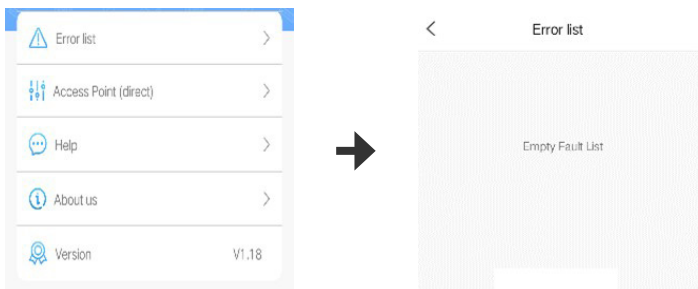 Error list
Access Point (direct)
Help
About us
Version V1.18
Error list
Empty Fault List